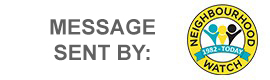 MESSAGE
SENT BY:
NEIGHBOURHOOD
1982 - TODAY
WATCH